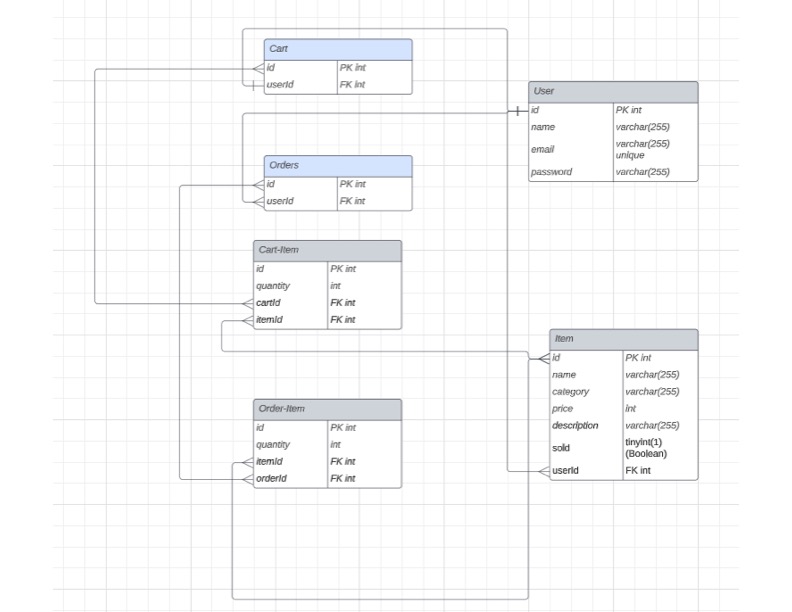 Cart
id PK int
userId FK int
User
id PK int
name varchar(255)
email varchar(255)
unique
password varchar(255)
Orders
id PK int
userId FK int
Cart-Item
id PK int
quantity int
cartId FK int
itemId FK int
Item
id PK int
name varchar(255)
category varchar(255)
price int
description varchar(255)
solid tinyint(1)
(Boolean)
userId FK int
Order-Item
id PK int
quantity int
itemId FK int
orderId FK int